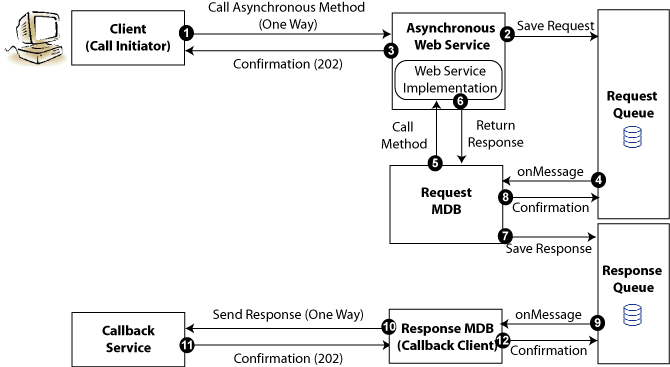 Call Asynchronous Method
(One Way)
1
Client
(Call Initiator)
3
Confirmation (202)
Asynchronous
Web Service
2
Save Request
Web Service
Implementation
6
Request
Queue
Call
Method
Return
Response
5
Request
MDB
onMessage
4
8
Confirmation
7
Save Response
Response
Queue
Callback
Service
Send Response (One Way)
10
11
Confirmation (202)
Response MDB
(Callback Client)
onMessage
9
12
Confirmation